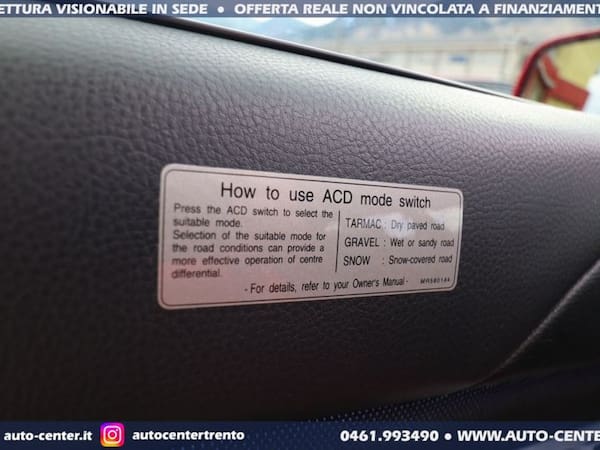 ETTURA VISIONABILE IN SEDE • OFFERTA REALE NON VINCOLATA A FINANZIAMENT
How to use ACD mode switch
Press the ACD switch to select the
suitable mode.
Selection of the suitable mode for
the road conditions can provide a
more effective operation of centre
differential.
TARMAC : Dry paved road
GRAVEL : Wet or sandy road
SNOW : Snow-covered road
- For details, refer to your Owner's Manual -
MR580144
auto-center.it
autocentertrento
0461.993490 • WWW.AUTO-CENTE